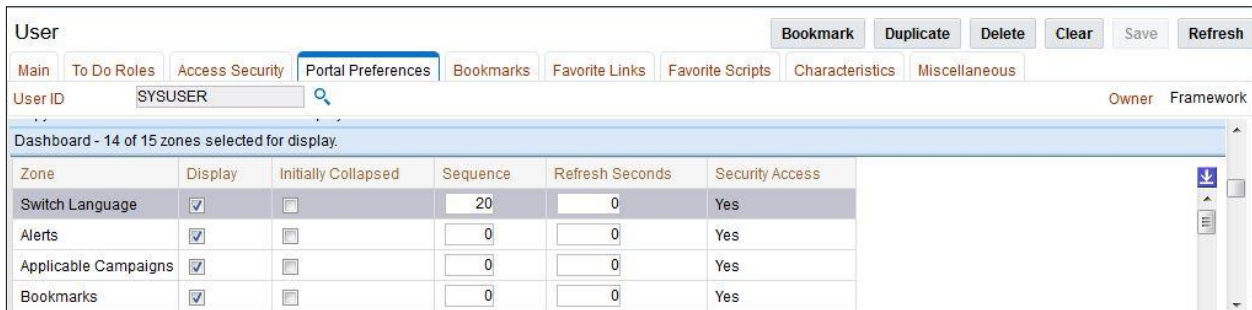 User
Bookmark Duplicate Delete Clear Save Refresh
Main To Do Roles Access Security Portal Preferences Bookmarks Favorite Links Favorite Scripts Characteristics Miscellaneous
User ID SYSUSER Owner Framework
Dashboard - 14 of 15 zones selected for display.
Zone Display Initially Collapsed Sequence Refresh Seconds Security Access
Switch Language 20 0 Yes
Alerts 0 0 Yes
Applicable Campaigns 0 0 Yes
Bookmarks 0 0 Yes